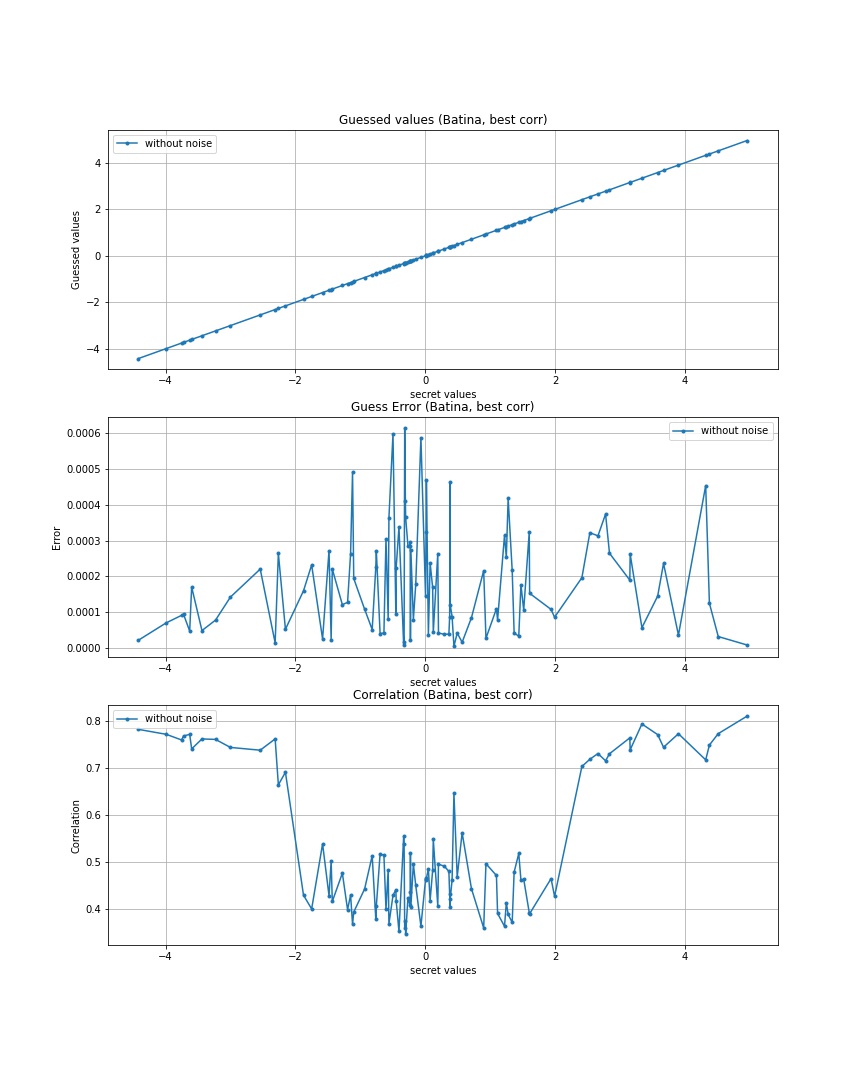 Guessed values (Batina, best corr)
without noise
4
2
0
−2
−4
Guessed values
−4 −2 0 2 4
secret values
Guess Error (Batina, best corr)
without noise
0.0006
0.0005
0.0004
0.0003
0.0002
0.0001
0.0000
Error
−4 −2 0 2 4
secret values
Correlation (Batina, best corr)
without noise
0.8
0.7
0.6
0.5
0.4
Correlation
−4 −2 0 2 4
secret values